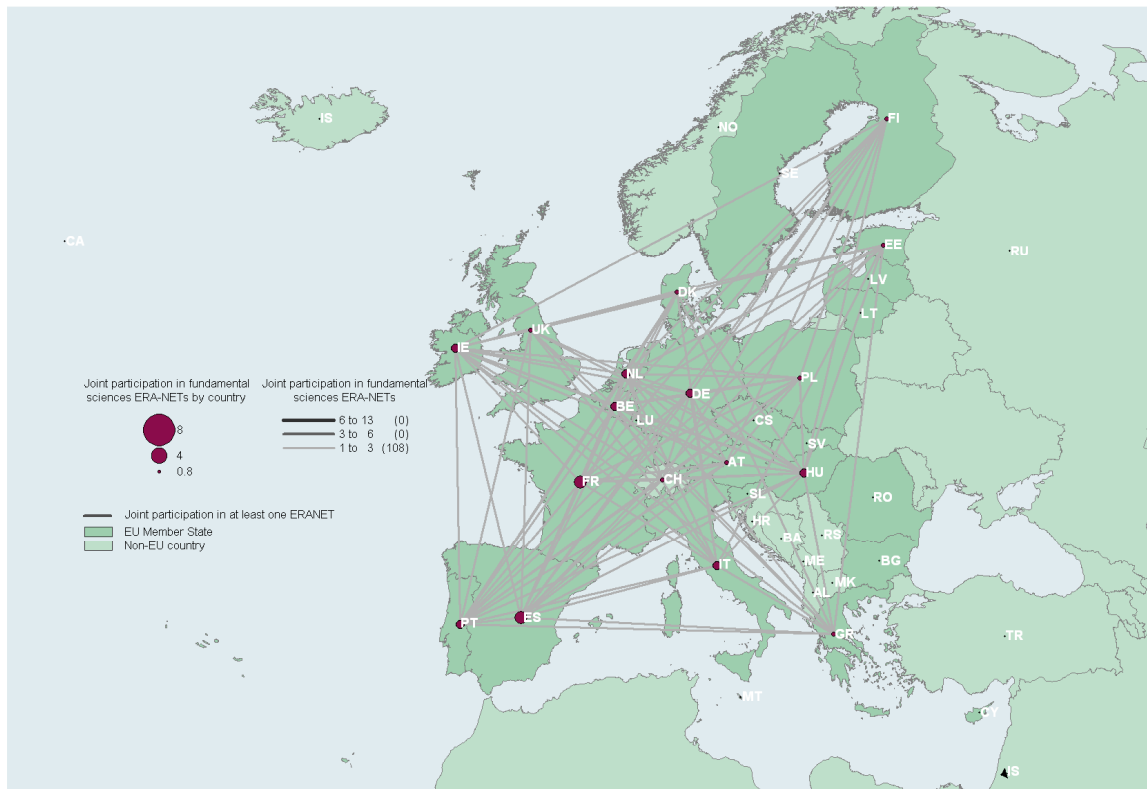 IS
NO
FI
SE
CA
EE
RU
LV
DK
LT
UK
IE
NL
PL
DE
BE
LU
CS
SV
AT
HU
CH
FR
SL
RO
HR
BA
RS
ME
BG
IT
MK
AL
ES
PT
GR
TR
MT
CY
IS
Joint participation in fundamental
sciences ERA-NETs by country
8
4
0.8
Joint participation in fundamental
sciences ERA-NETs
6 to 13 (0)
3 to 6 (0)
1 to 3 (108)
Joint participation in at least one ERANET
EU Member State
Non-EU country